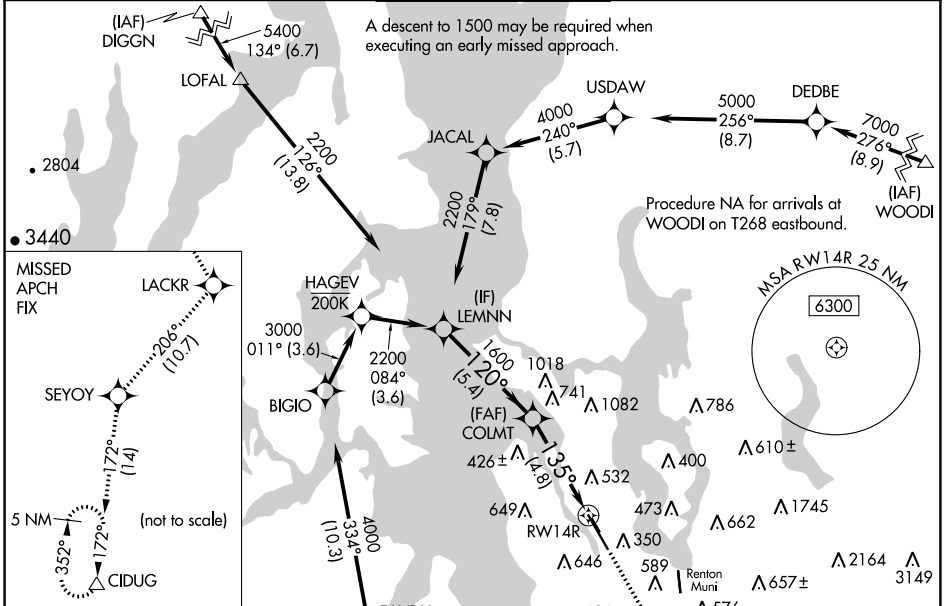 (IAF)
DIGGN
5400
134° (6.7)
LOFAL
A descent to 1500 may be required when
executing an early missed approach.
USDAW
DEDBE
4000
240°
(5.7)
5000
256°
(8.7)
7000
276°
(8.9)
(IAF)
WOODI
JACAL
2200
126°
(13.8)
2804
3440
2200
179°
(7.8)
Procedure NA for arrivals at
WOODI on T268 eastbound.
MSA RW14R 25 NM
6300
MISSED
APCH
FIX
LACKR
206°
(10.7)
SEYOY
172°
(14)
5 NM
352°
172°
(not to scale)
CIDUG
HAGEV
200K
3000
011° (3.6)
BIGIO
2200
084°
(3.6)
(IF)
LEMNN
1600
120°
(5.4)
(FAF)
COLMT
135°
(4.8)
RW14R
4000
334°
(10.3)
1018
741
1082
786
610±
426±
532
400
649
473
662
1745
350
646
589
Renton
Muni
657±
2164
3149